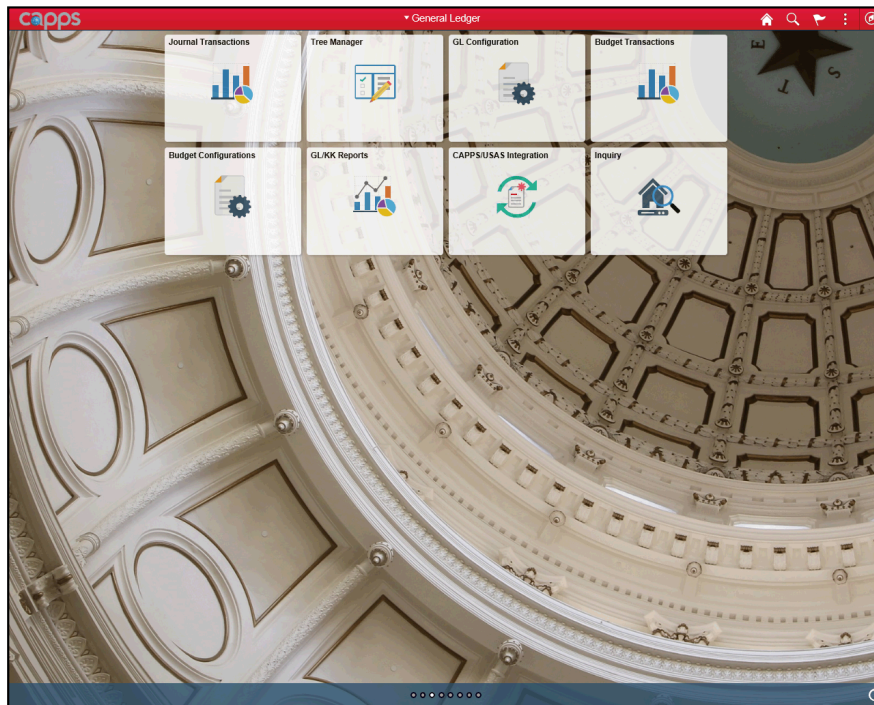 capps
General Ledger
Journal Transactions
Tree Manager
GL Configuration
Budget Transactions
Budget Configurations
GL/KK Reports
CAPPS/USAS Integration
Inquiry
E
T
S